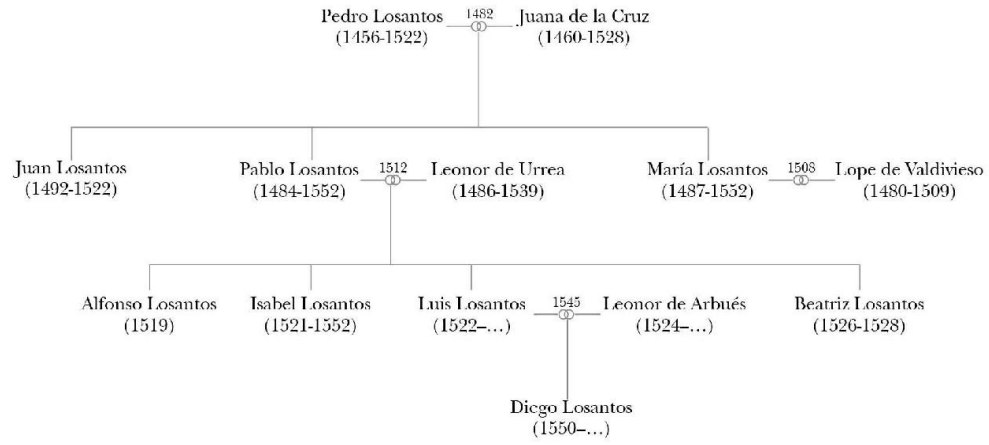 Pedro Losantos 1482 Juana de la Cruz
(1456-1522) (1460-1528)
Juan Losantos Pablo Losantos 1512 Leonor de Urrea María Losantos 1508 Lope de Valdivieso
(1492-1522) (1484-1552) (1486-1539) (1487-1552) (1480-1509)
Alfonso Losantos Isabel Losantos Luis Losantos 1545 Leonor de Arbués Beatriz Losantos
(1519) (1521-1552) (1522–…) (1524–…) (1526-1528)
Diego Losantos
(1550–…)